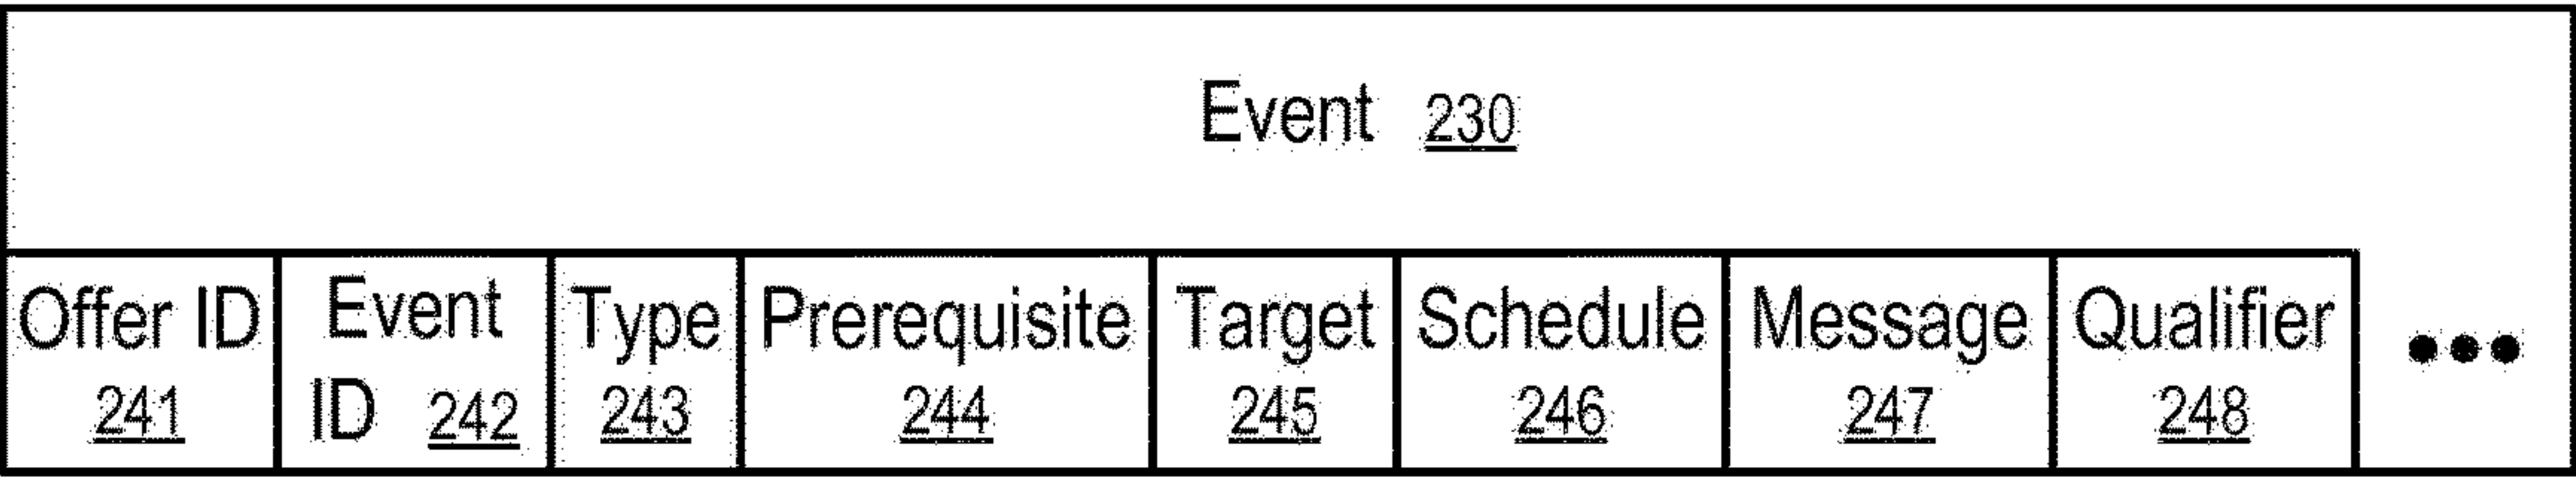 Event 230
Offer ID Event Type Prerequisite Target Schedule Message Qualifier •••
241 ID 242 243 244 245 246 247 248